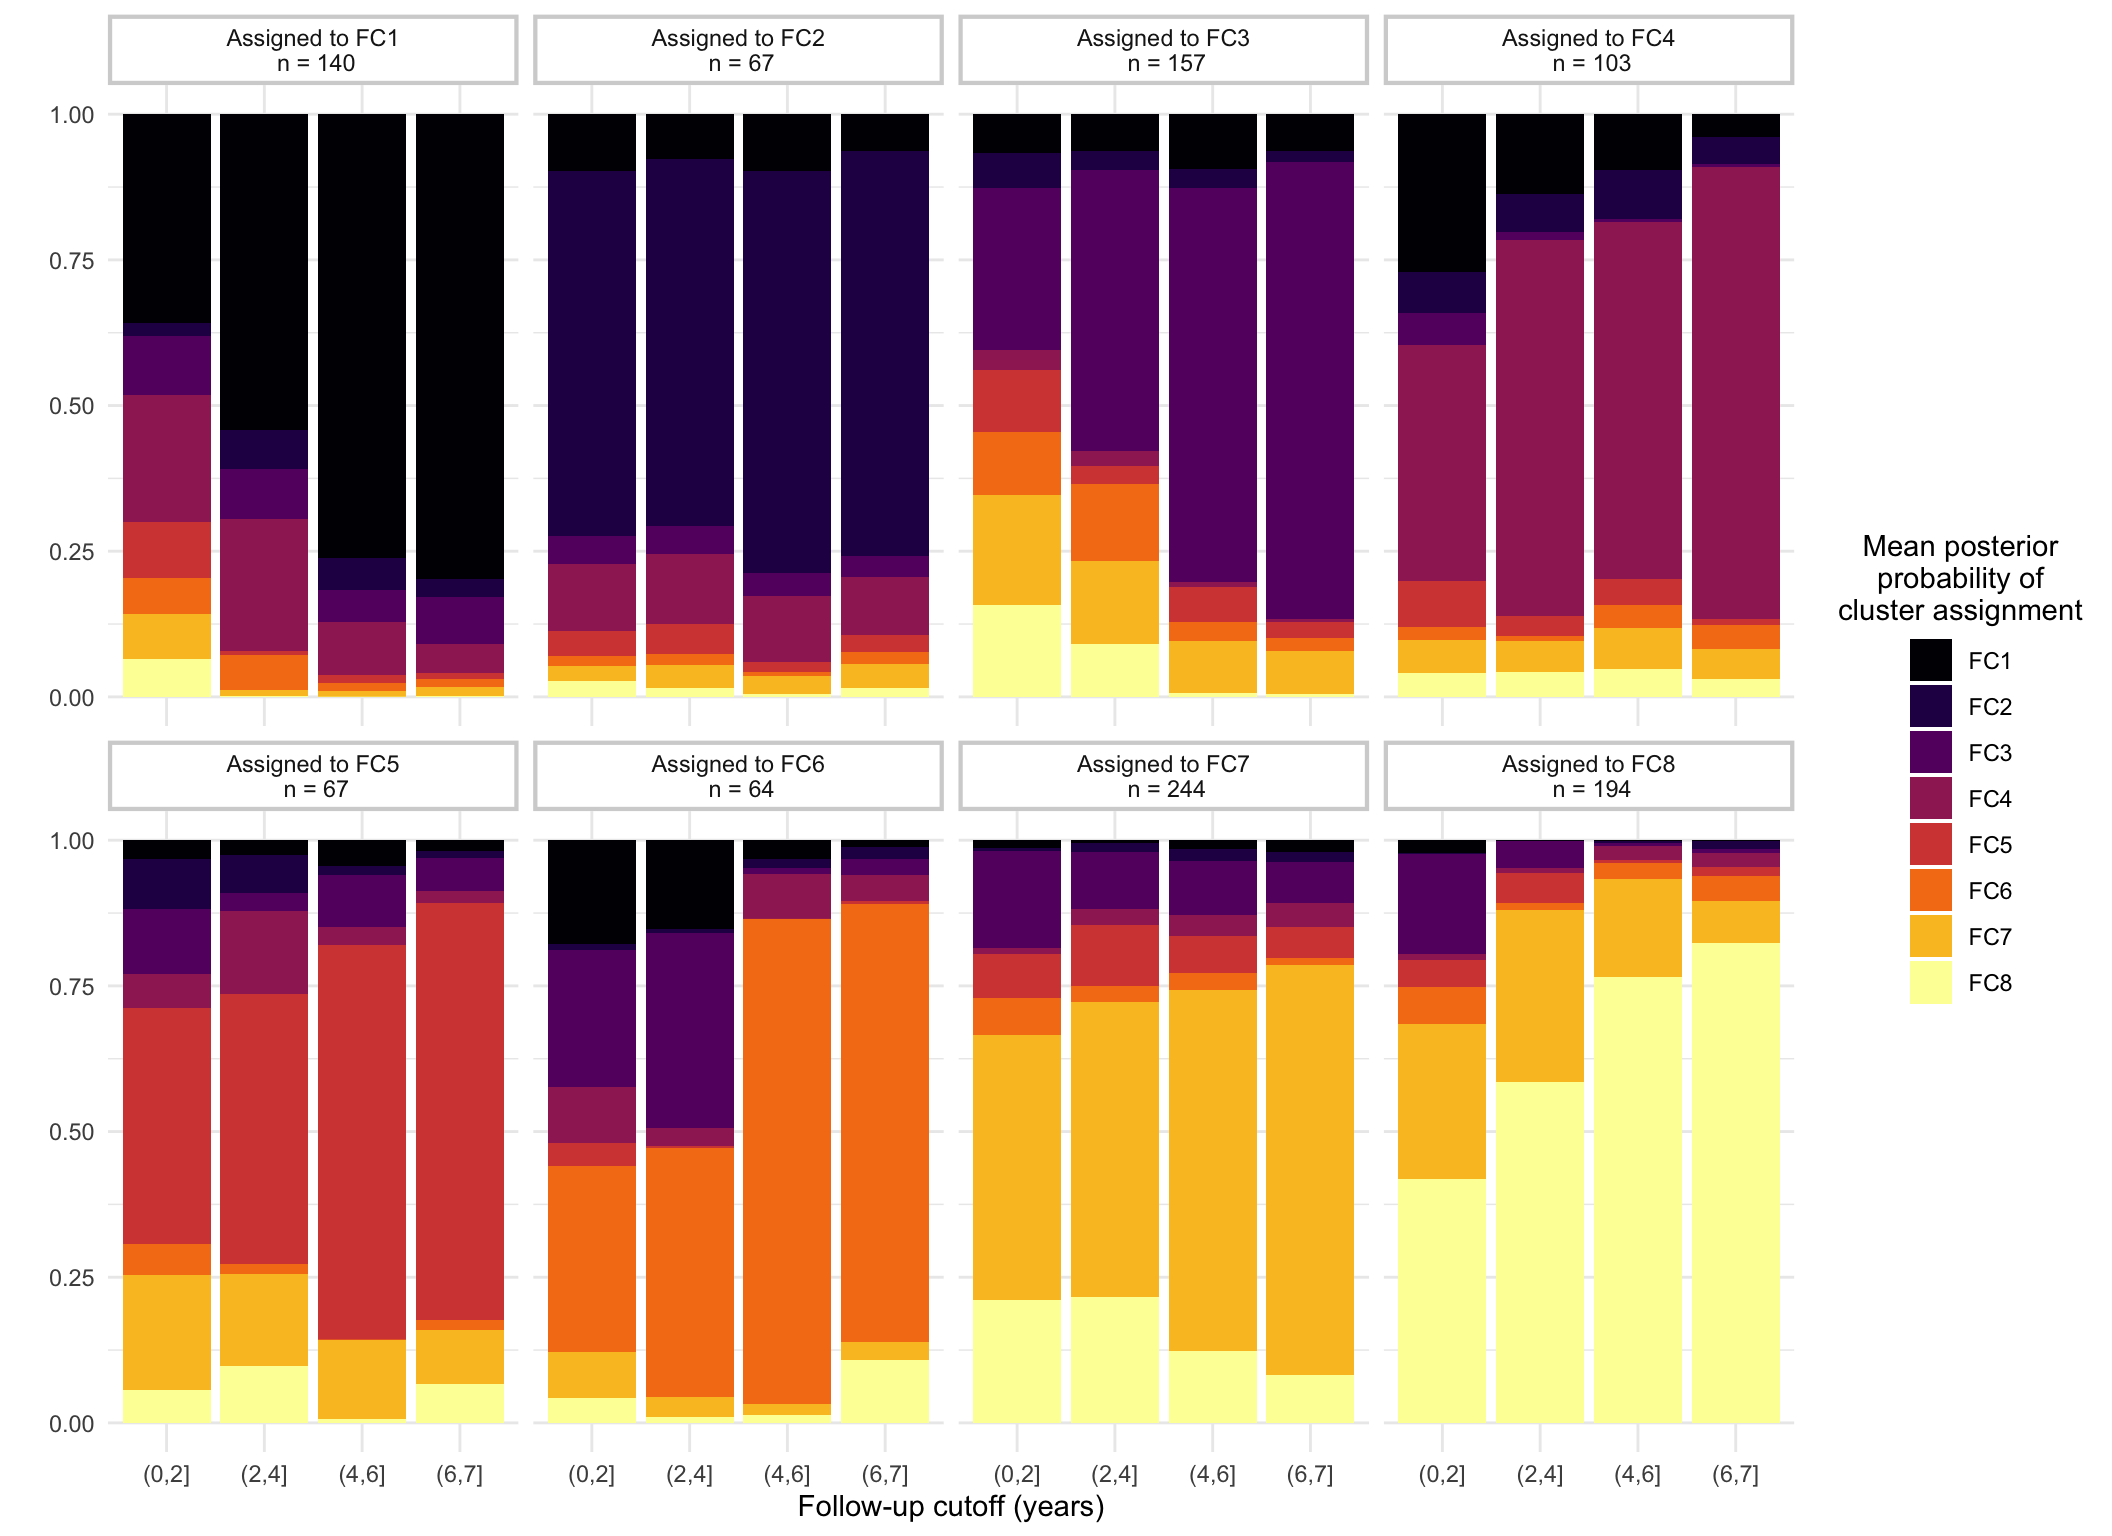 Assigned to FC1
n = 140
Assigned to FC2
n = 67
Assigned to FC3
n = 157
Assigned to FC4
n = 103
1.00
0.75
0.50
0.25
0.00
Assigned to FC5
n = 67
Assigned to FC6
n = 64
Assigned to FC7
n = 244
Assigned to FC8
n = 194
1.00
0.75
0.50
0.25
0.00
(0,2] (2,4] (4,6] (6,7]
(0,2] (2,4] (4,6] (6,7]
(0,2] (2,4] (4,6] (6,7]
(0,2] (2,4] (4,6] (6,7]
Follow-up cutoff (years)
Mean posterior
probability of
cluster assignment
FC1
FC2
FC3
FC4
FC5
FC6
FC7
FC8